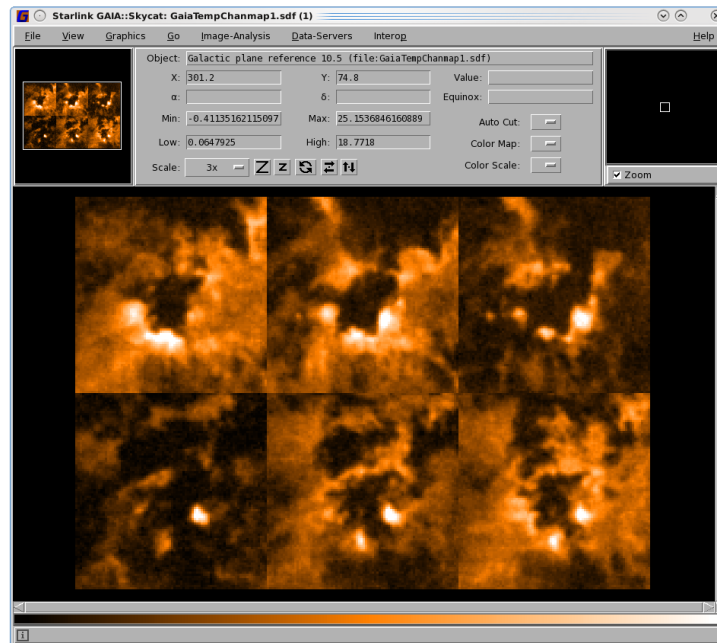 Starlink GAIA::Skycat: GaiaTempChanmap1.sdf (1)
File View Graphics Go Image-Analysis Data-Servers Interop Help
Object: Galactic plane reference 10.5 (file:GaiaTempChanmap1.sdf)
X: 301.2 Y: 74.8 Value:
α: δ: Equinox:
Min: -0.41135162115097 Max: 25.1536846160889 Auto Cut:
Low: 0.0647925 High: 18.7718 Color Map:
Scale: 3x Z z Color Scale:
Zoom